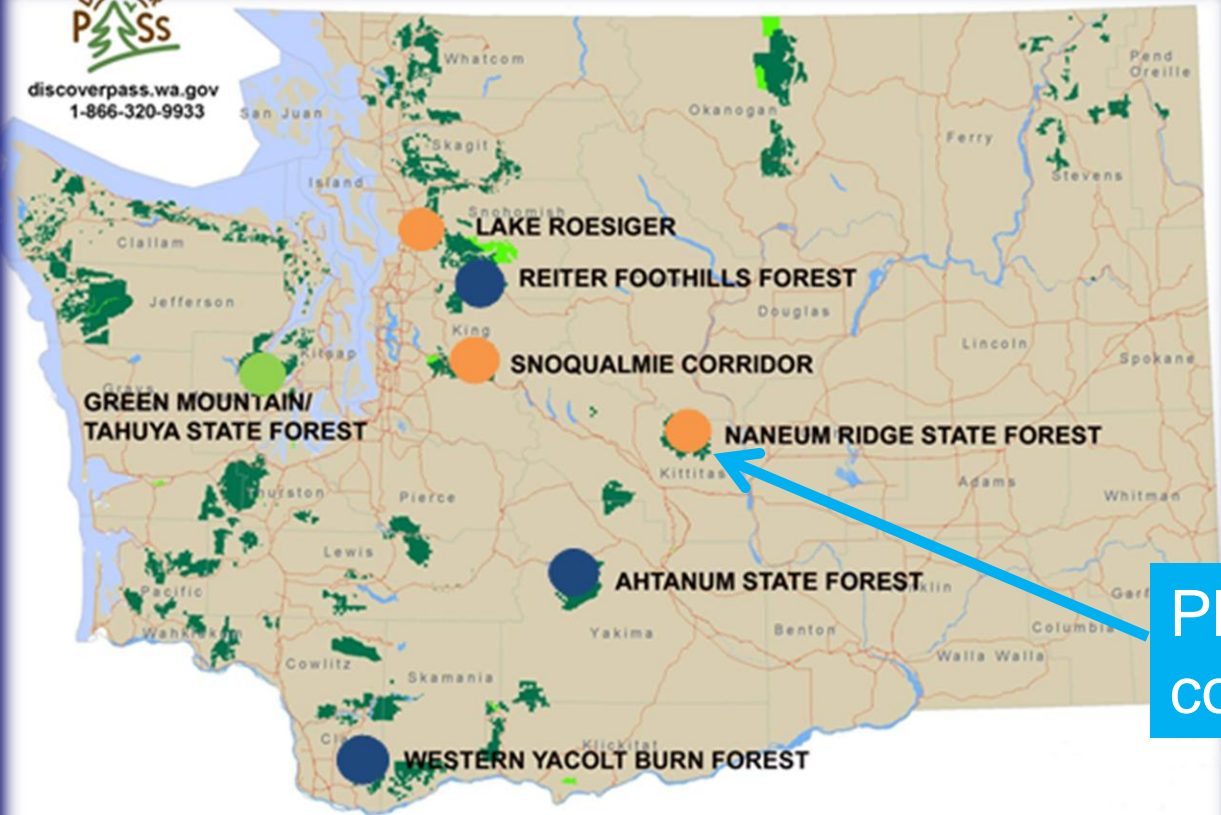 PASS
discoverpass.wa.gov
1-866-320-9933
Whatcom
San Juan
Pend
Oreille
Okanogan
Skagit
Ferry
Island
Stevens
Snohomish
LAKE ROESIGER
Clallam
REITER FOOTHILLS FOREST
Jefferson
Douglas
King
Lincoln
Kitsap
Spokane
SNOQUALMIE CORRIDOR
Grays
GREEN MOUNTAIN/
TAHUYA STATE FOREST
NANEUM RIDGE STATE FOREST
Kittitas
Adams
Thurston
Pierce
Whitman
Lewis
AHTANUM STATE FOREST
Pacific
Yakima
Benton
Columbia
Wahkiakum
Walla Walla
Cowlitz
Skamania
Klickitat
WESTERN YACOLT BURN FOREST